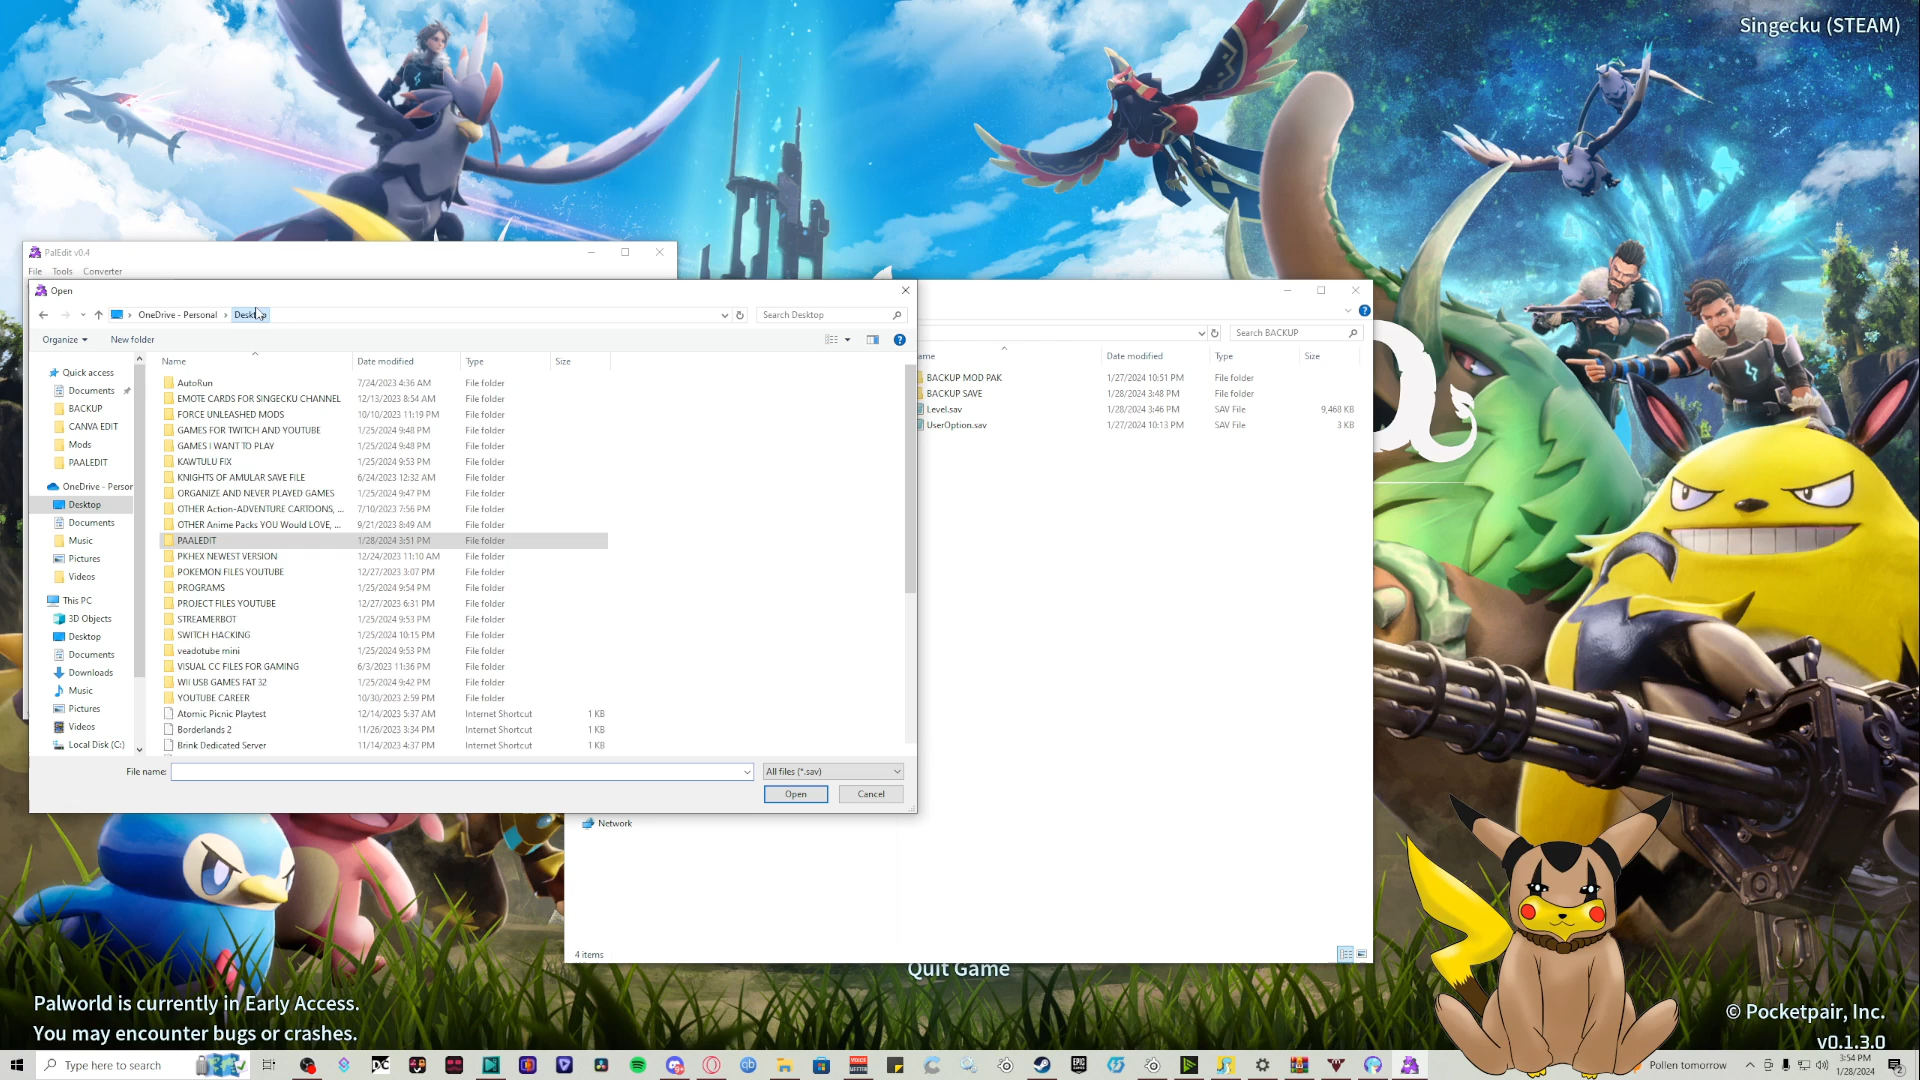 Singecku (STEAM)
PalEdit v0.4
File Tools Converter
Open
OneDrive - Personal › Desktop
Search Desktop
Organize
New folder
Name Date modified Type Size
Quick access
Documents
BACKUP
CANVA EDIT
Mods
PAALEDIT
OneDrive - Person
Desktop
Documents
Music
Pictures
Videos
This PC
3D Objects
Desktop
Documents
Downloads
Music
Pictures
Videos
Local Disk (C:)
AutoRun 7/24/2023 4:36 AM File folder
EMOTE CARDS FOR SINGECKU CHANNEL 12/13/2023 8:54 AM File folder
FORCE UNLEASHED MODS 10/10/2023 11:19 PM File folder
GAMES FOR TWITCH AND YOUTUBE 1/25/2024 9:48 PM File folder
GAMES I WANT TO PLAY 1/25/2024 9:48 PM File folder
KAWTULU FIX 1/25/2024 9:53 PM File folder
KNIGHTS OF AMULAR SAVE FILE 6/24/2023 12:32 AM File folder
ORGANIZE AND NEVER PLAYED GAMES 1/25/2024 9:47 PM File folder
OTHER Action-ADVENTURE CARTOONS, ... 7/10/2023 7:56 PM File folder
OTHER Anime Packs YOU Would LOVE, ... 9/21/2023 8:49 AM File folder
PAALEDIT 1/28/2024 3:51 PM File folder
PKHEX NEWEST VERSION 12/24/2023 11:10 AM File folder
POKEMON FILES YOUTUBE 12/27/2023 3:07 PM File folder
PROGRAMS 1/25/2024 9:54 PM File folder
PROJECT FILES YOUTUBE 12/27/2023 6:31 PM File folder
STREAMERBOT 1/25/2024 9:53 PM File folder
SWITCH HACKING 1/25/2024 10:15 PM File folder
veadotube mini 1/25/2024 9:53 PM File folder
VISUAL CC FILES FOR GAMING 6/3/2023 11:36 PM File folder
WII USB GAMES FAT 32 1/25/2024 9:42 PM File folder
YOUTUBE CAREER 10/30/2023 2:59 PM File folder
Atomic Picnic Playtest 12/14/2023 5:37 AM Internet Shortcut 1 KB
Borderlands 2 11/26/2023 3:34 PM Internet Shortcut 1 KB
Brink Dedicated Server 11/14/2023 4:37 PM Internet Shortcut 1 KB
File name:
All files (*.sav)
Open Cancel
Search BACKUP
ame Date modified Type Size
BACKUP MOD PAK 1/27/2024 10:51 PM File folder
BACKUP SAVE 1/28/2024 3:48 PM File folder
Level.sav 1/28/2024 3:46 PM SAV File 9,468 KB
UserOption.sav 1/27/2024 10:13 PM SAV File 3 KB
Network
4 items
Quit Game
Palworld is currently in Early Access.
You may encounter bugs or crashes.
© Pocketpair, Inc.
v0.1.3.0
Type here to search
DC
qb
VOICE
EPIC GAMES
Pollen tomorrow
3:54 PM
1/28/2024
2